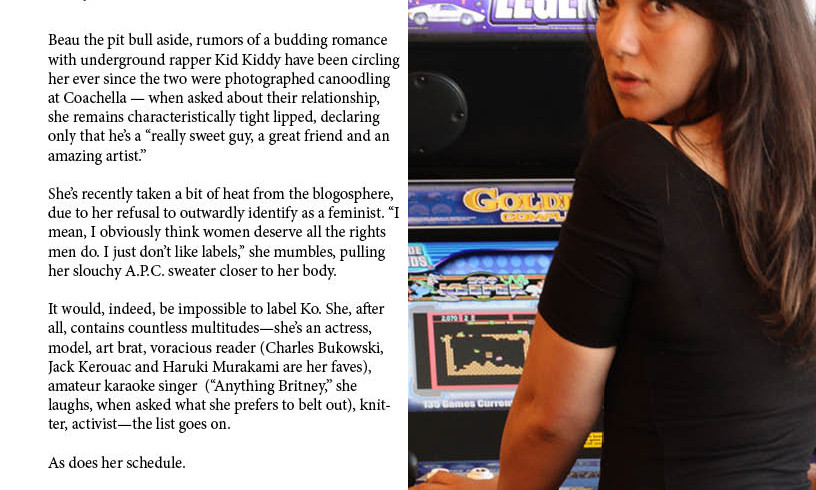 Beau the pit bull aside, rumors of a budding romance
with underground rapper Kid Kiddy have been circling
her ever since the two were photographed canoodling
at Coachella — when asked about their relationship,
she remains characteristically tight lipped, declaring
only that he’s a “really sweet guy, a great friend and an
amazing artist.”
She’s recently taken a bit of heat from the blogosphere,
due to her refusal to outwardly identify as a feminist. “I
mean, I obviously think women deserve all the rights
men do. I just don’t like labels,” she mumbles, pulling
her slouchy A.P.C. sweater closer to her body.
It would, indeed, be impossible to label Ko. She, after
all, contains countless multitudes—she’s an actress,
model, art brat, voracious reader (Charles Bukowski,
Jack Kerouac and Haruki Murakami are her faves),
amateur karaoke singer (“Anything Britney,” she
laughs, when asked what she prefers to belt out), knit-
ter, activist—the list goes on.
As does her schedule.
GOLDE
135 Games Curren